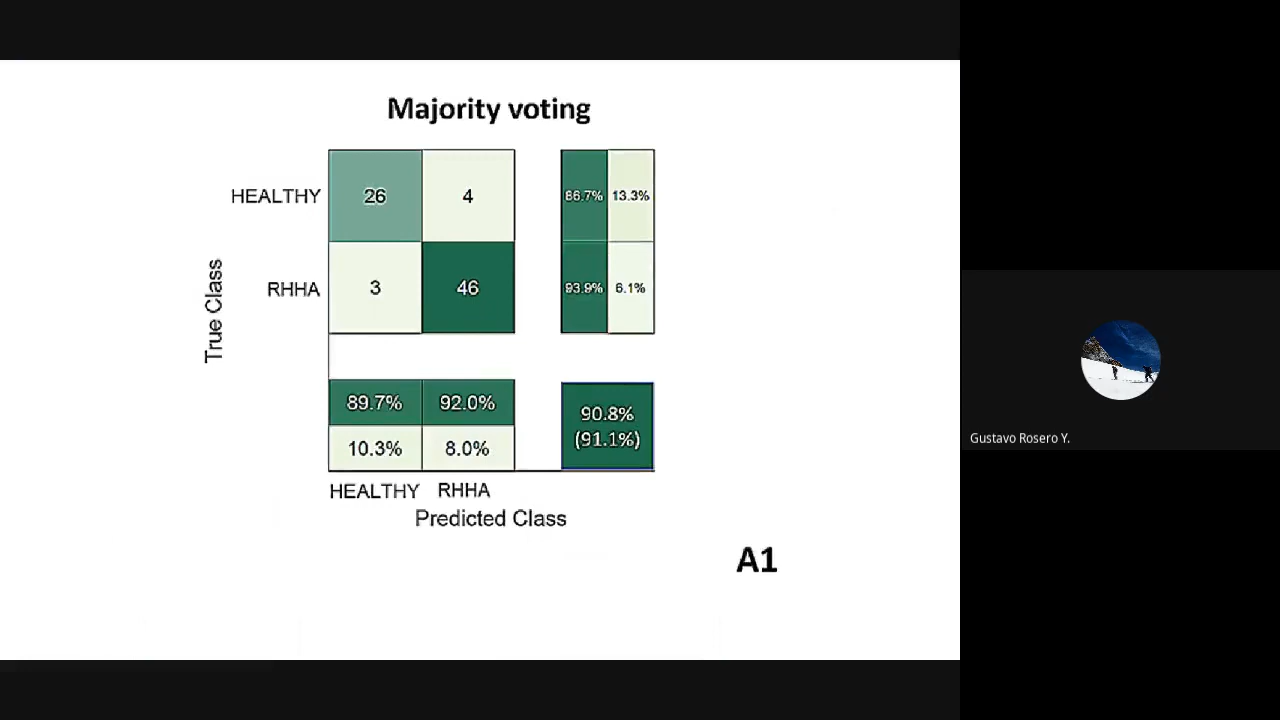 Majority voting
HEALTHY 26 4 86.7% 13.3%
RHHA 3 46 93.9% 6.1%
True Class
89.7% 92.0% 90.8%
10.3% 8.0% (91.1%)
HEALTHY RHHA
Predicted Class
A1
Gustavo Rosero Y.